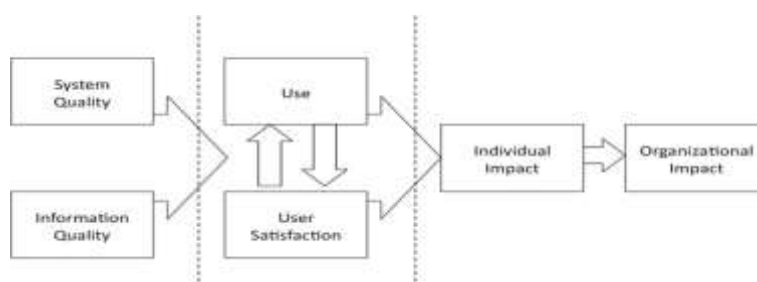 System
Quality
Use
Individual
Impact
Organizational
Impact
Information
Quality
User
Satisfaction